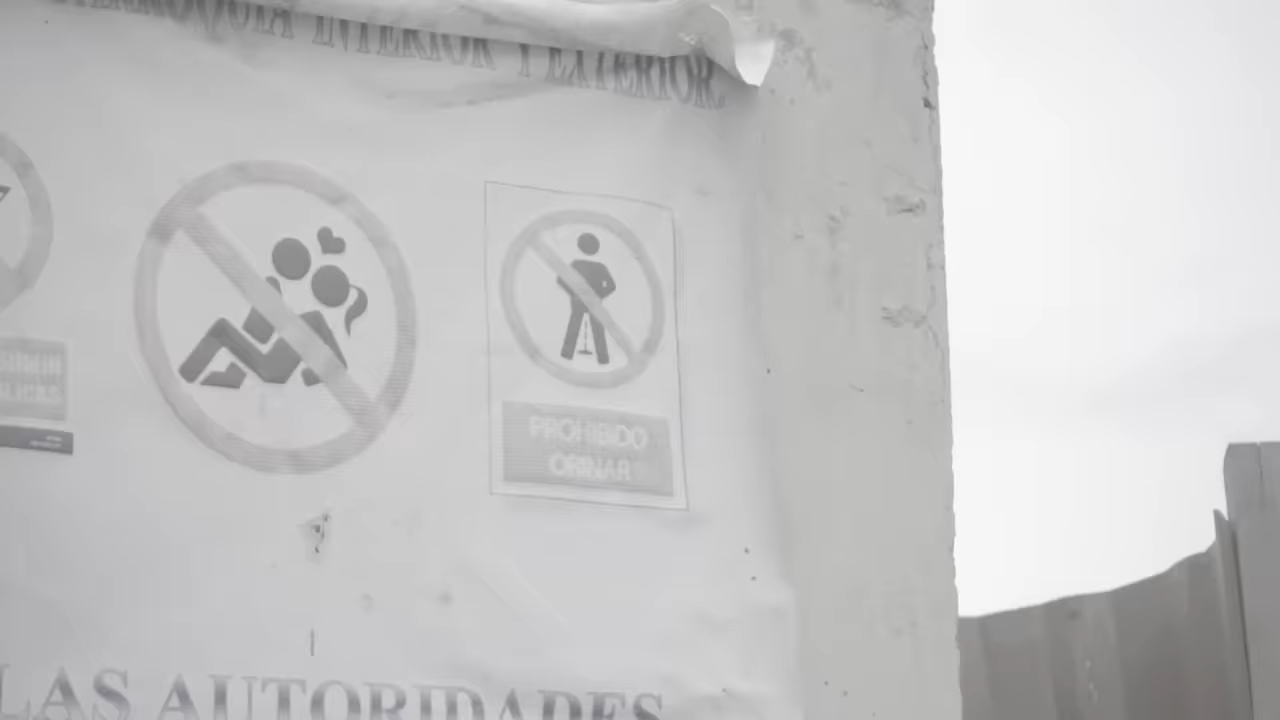 INTERIOR Y EXTERIOR.
PROHIBIDO
ORINAR
LAS AUTORIDADES